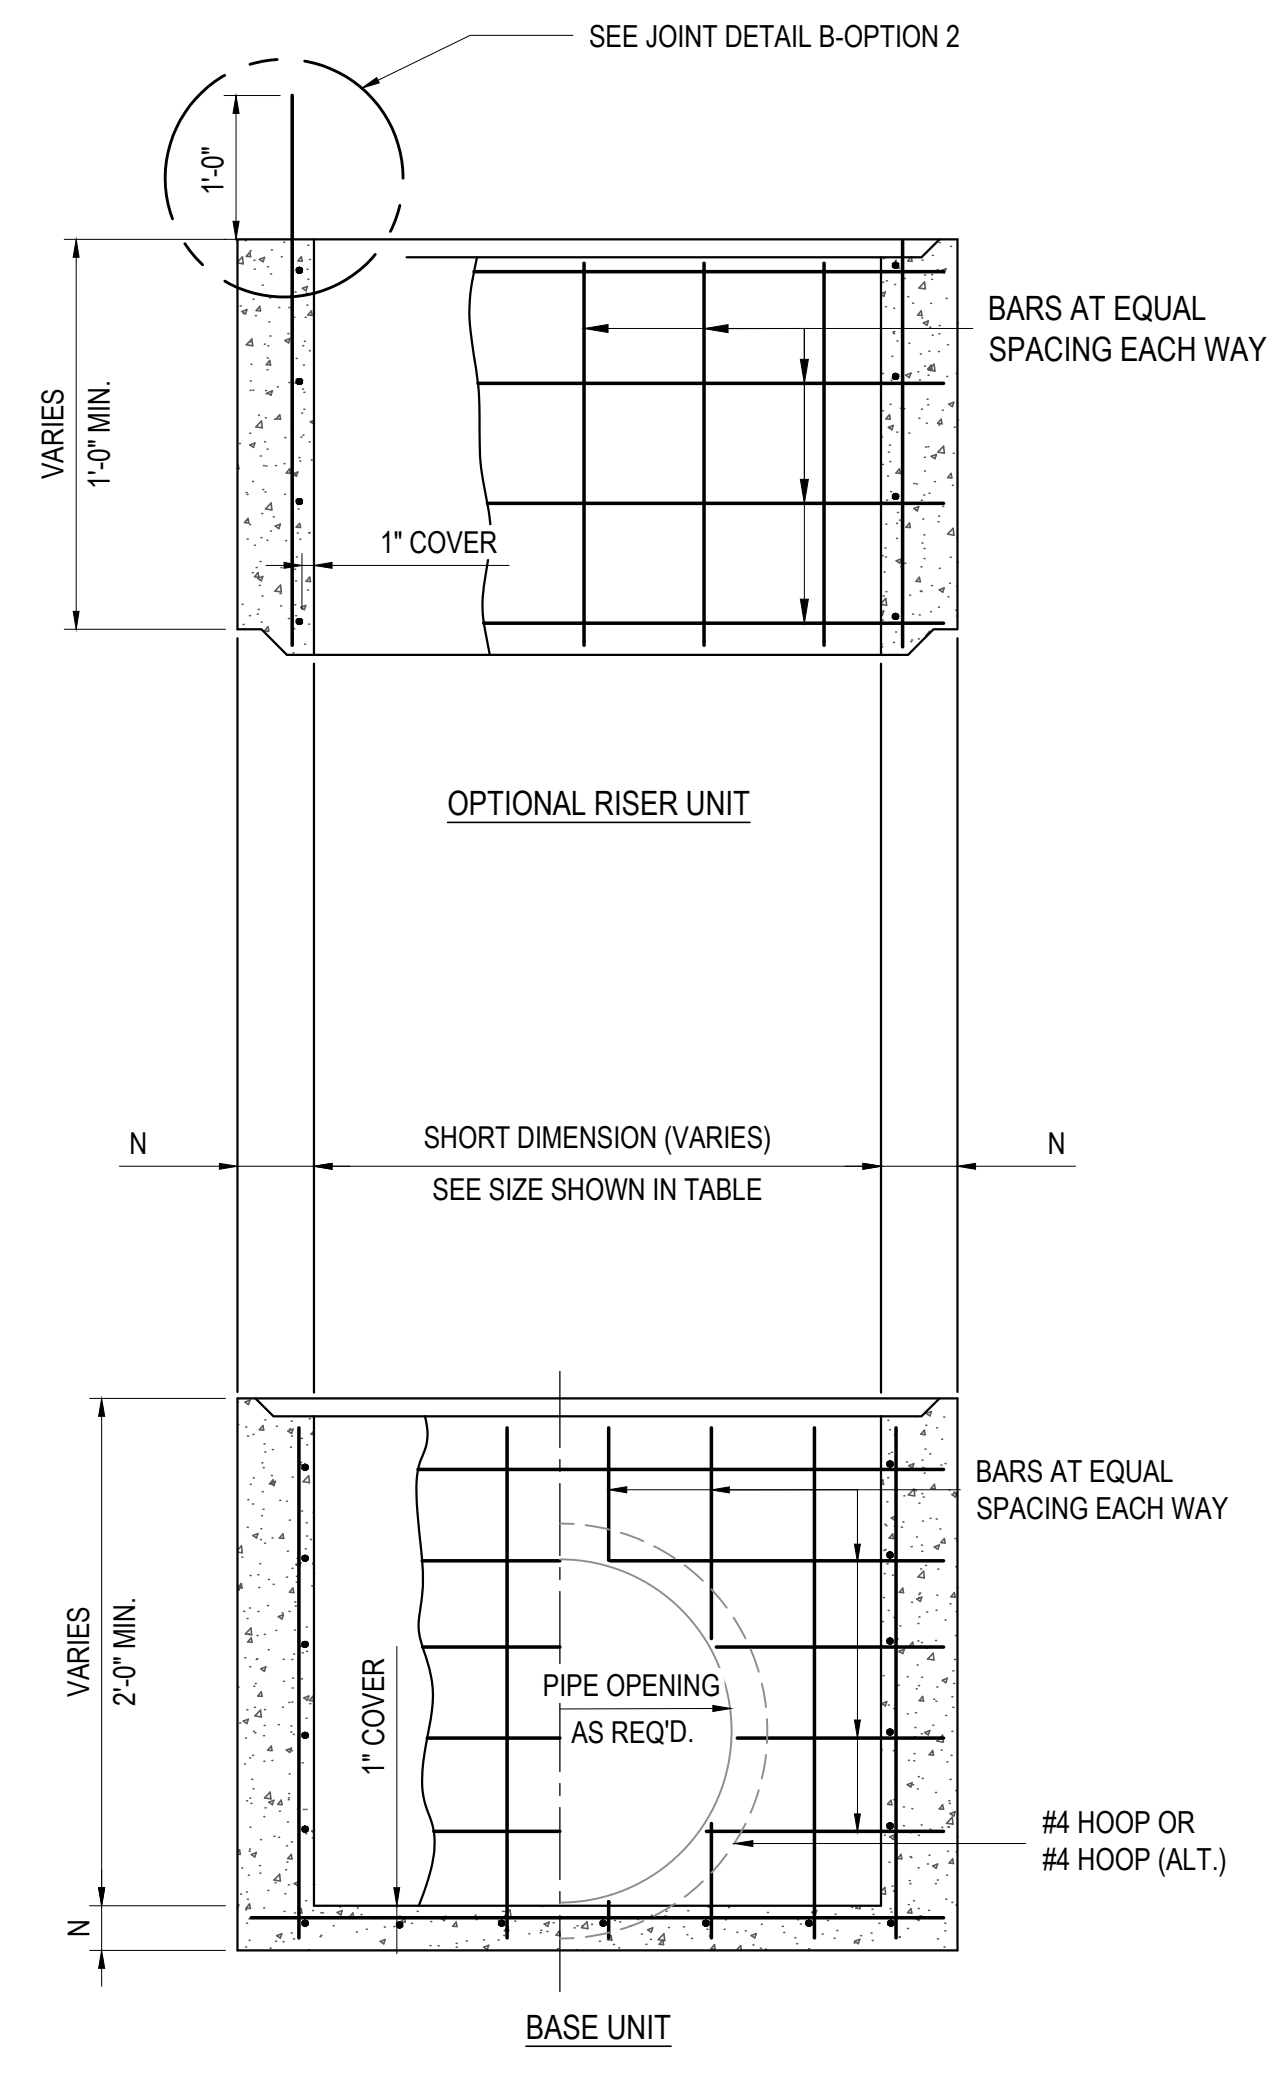 SEE JOINT DETAIL B-OPTION 2
1'-0"
BARS AT EQUAL
SPACING EACH WAY
VARIES
1'-0" MIN.
1" COVER
OPTIONAL RISER UNIT
N
SHORT DIMENSION (VARIES)
SEE SIZE SHOWN IN TABLE
N
BARS AT EQUAL
SPACING EACH WAY
VARIES
2'-0" MIN.
1" COVER
PIPE OPENING
AS REQ'D.
#4 HOOP OR
#4 HOOP (ALT.)
N
BASE UNIT